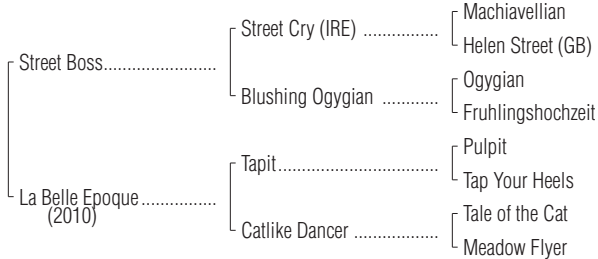 Machiavellian
Street Cry (IRE) ................
Helen Street (GB)
Street Boss........................
Ogygian
Blushing Ogygian ............
Fruhlingshochzeit
Pulpit
Tapit..................................
Tap Your Heels
La Belle Epoque ................
(2010)
Tale of the Cat
Catlike Dancer ..................
Meadow Flyer